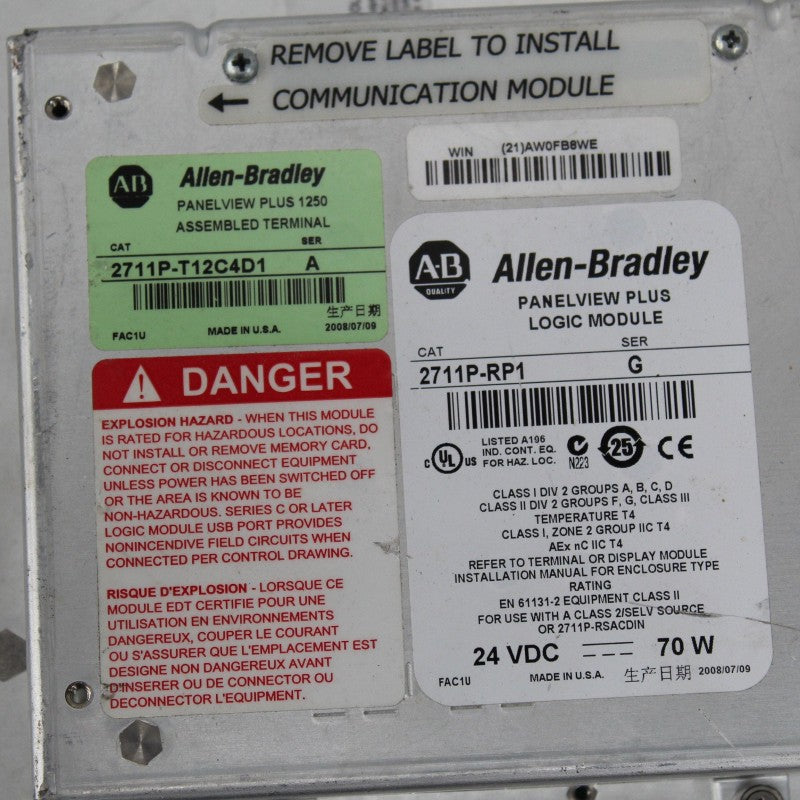 REMOVE LABEL TO INSTALL
COMMUNICATION MODULE
WIN (21)AW0FB8WE
AB Allen-Bradley
PANELVIEW PLUS 1250
ASSEMBLED TERMINAL
CAT SER
2711P-T12C4D1 A
生产日期
FAC1U MADE IN U.S.A. 2008/07/09
DANGER
EXPLOSION HAZARD - WHEN THIS MODULE
IS RATED FOR HAZARDOUS LOCATIONS, DO
NOT INSTALL OR REMOVE MEMORY CARD,
CONNECT OR DISCONNECT EQUIPMENT
UNLESS POWER HAS BEEN SWITCHED OFF
OR THE AREA IS KNOWN TO BE
NON-HAZARDOUS. SERIES C OR LATER
LOGIC MODULE USB PORT PROVIDES
NONINCENDIVE FIELD CIRCUITS WHEN
CONNECTED PER CONTROL DRAWING.
RISQUE D'EXPLOSION - LORSQUE CE
MODULE EDT CERTIFIE POUR UNE
UTILISATION EN ENVIRONNEMENTS
DANGEREUX, COUPER LE COURANT
OU S'ASSURER QUE L'EMPLACEMENT EST
DESIGNE NON DANGEREUX AVANT
D'INSERER OU DE CONNECTOR OU
DECONNECTOR L'EQUIPMENT.
A-B QUALITY Allen-Bradley
PANELVIEW PLUS
LOGIC MODULE
CAT SER
2711P-RP1 G
c UL US
LISTED A196
IND. CONT. EQ.
FOR HAZ. LOC.
N223
25
CE
CLASS I DIV 2 GROUPS A, B, C, D
CLASS II DIV 2 GROUPS F, G, CLASS III
TEMPERATURE T4
CLASS I, ZONE 2 GROUP IIC T4
AEx nC IIC T4
REFER TO TERMINAL OR DISPLAY MODULE
INSTALLATION MANUAL FOR ENCLOSURE TYPE
RATING
EN 61131-2 EQUIPMENT CLASS II
FOR USE WITH A CLASS 2/SELV SOURCE
OR 2711P-RSACDIN
24 VDC 70 W
FAC1U MADE IN U.S.A. 生产日期 2008/07/09